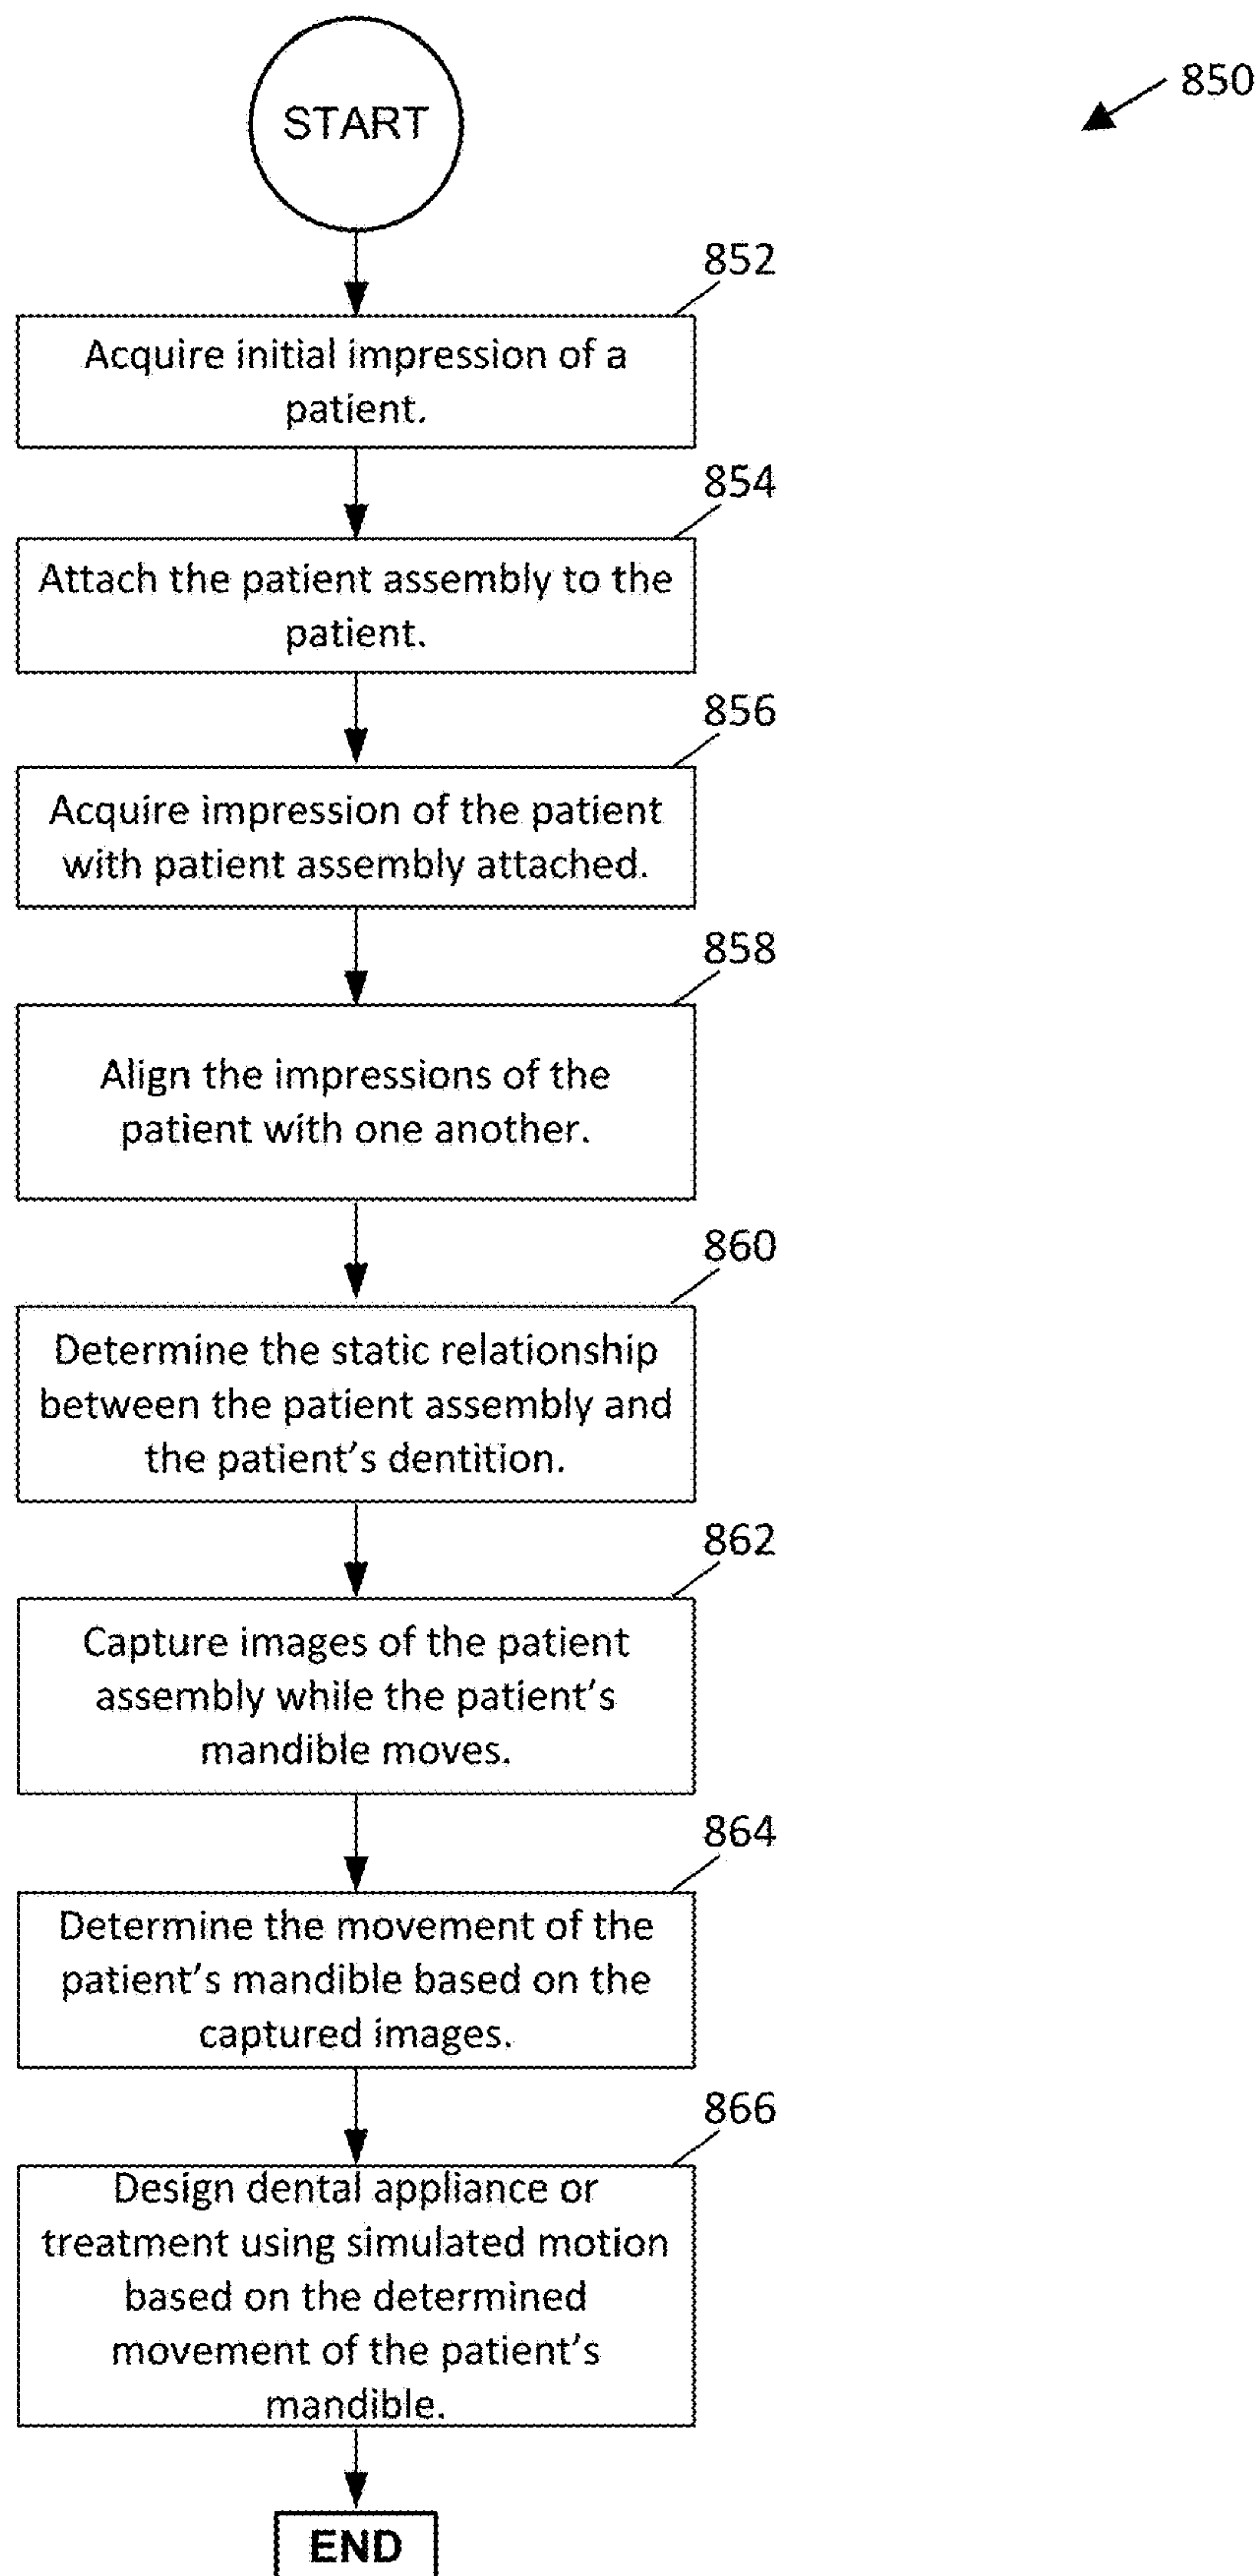 START
850
852
Acquire initial impression of a
patient.
854
Attach the patient assembly to the
patient.
856
Acquire impression of the patient
with patient assembly attached.
858
Align the impressions of the
patient with one another.
860
Determine the static relationship
between the patient assembly and
the patient’s dentition.
862
Capture images of the patient
assembly while the patient’s
mandible moves.
864
Determine the movement of the
patient’s mandible based on the
captured images.
866
Design dental appliance or
treatment using simulated motion
based on the determined
movement of the patient’s
mandible.
END